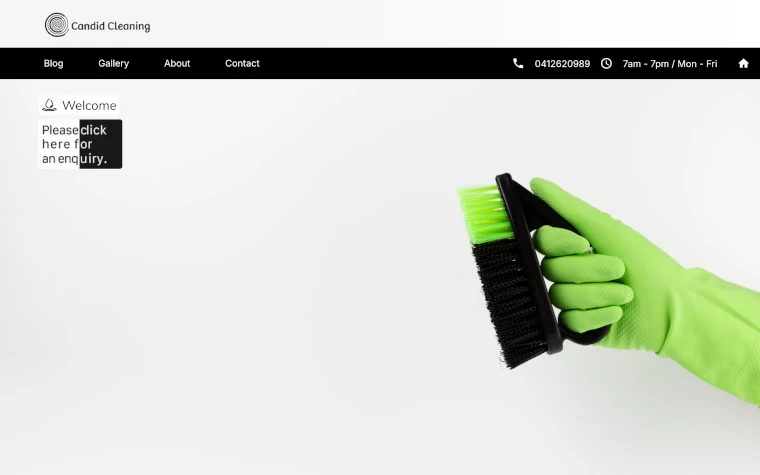 Candid Cleaning
Blog Gallery About Contact 0412620989 7am - 7pm / Mon - Fri
Welcome
Please click
here for
an enquiry.